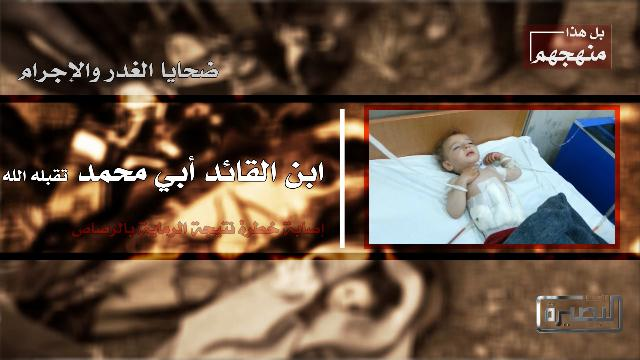 بل هذا
منهجهم
ضحايا الغدر والإجرام
ابن القائد أبي محمد تقبله الله
إصابة خطرة نتيجة الرماية بالرصاص
البصيرة